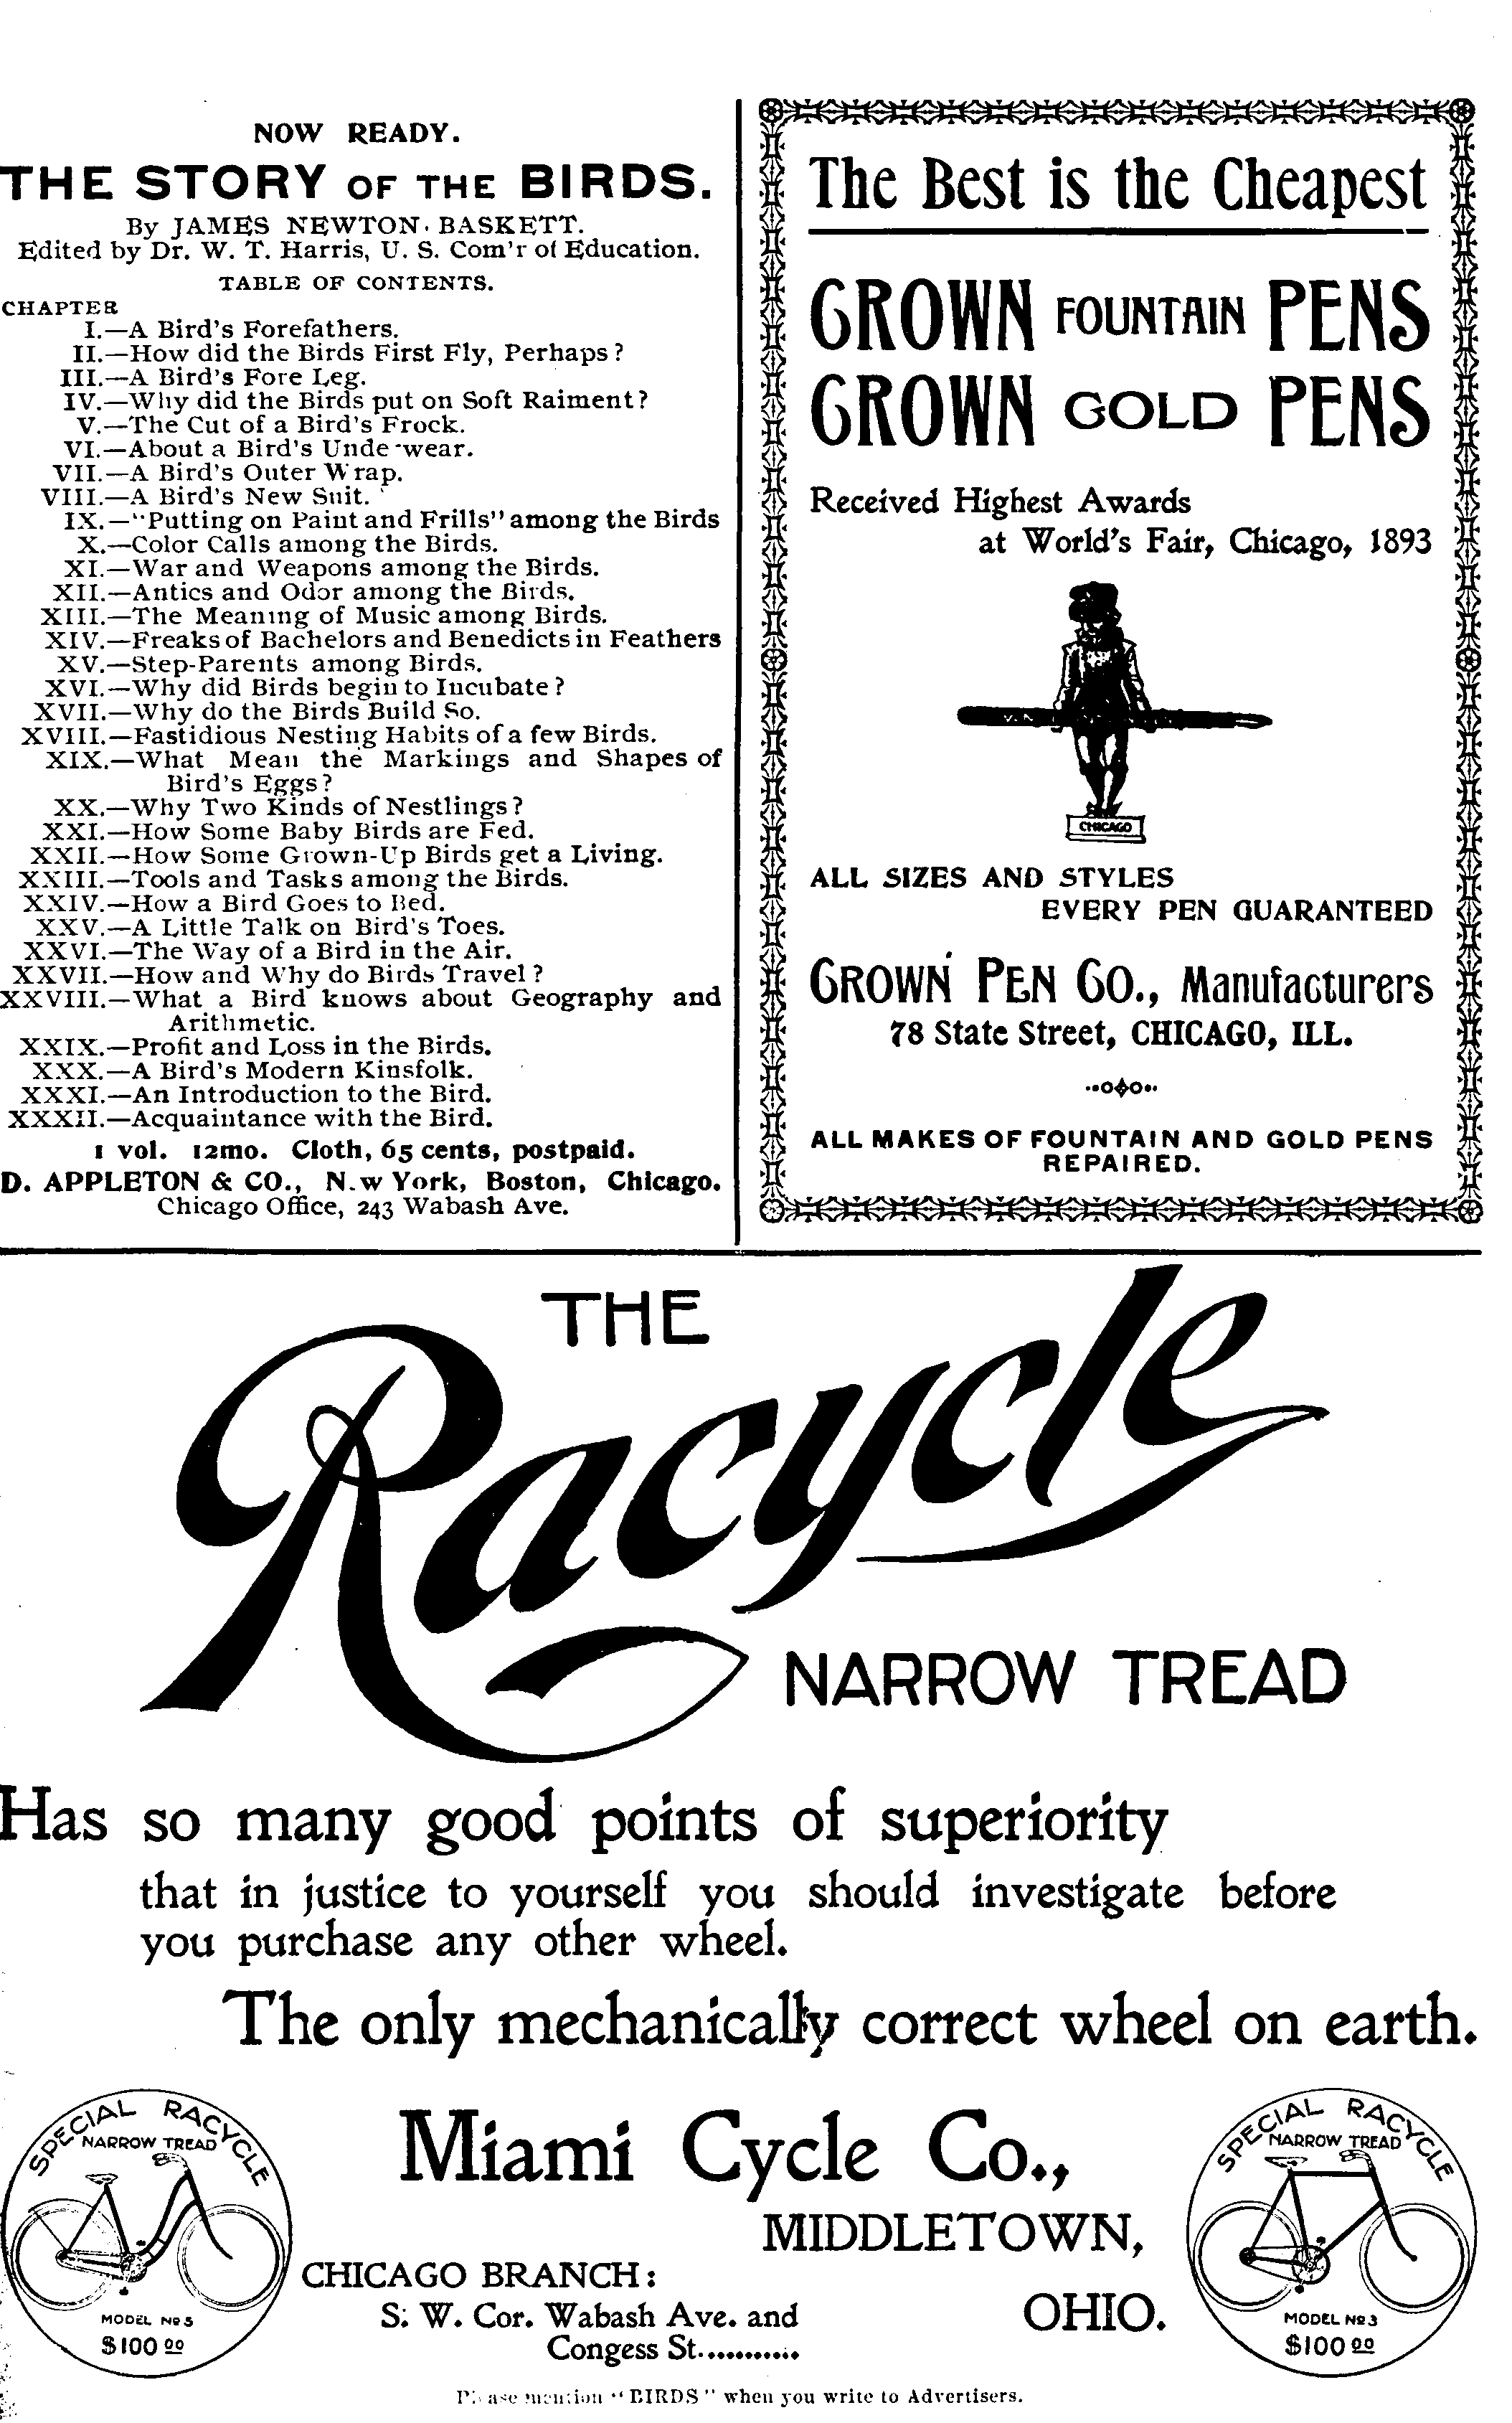 NOW READY.
THE STORY OF THE BIRDS.
By JAMES NEWTON BASKETT.
Edited by Dr. W. T. Harris, U. S. Com'r of Education.
TABLE OF CONTENTS.
CHAPTER
I.—A Bird's Forefathers.
II.—How did the Birds First Fly, Perhaps?
III.—A Bird's Fore Leg.
IV.—Why did the Birds put on Soft Raiment?
V.—The Cut of a Bird's Frock.
VI.—About a Bird's Unde-wear.
VII.—A Bird's Outer Wrap.
VIII.—A Bird's New Suit.
IX.—"Putting on Paint and Frills" among the Birds
X.—Color Calls among the Birds.
XI.—War and Weapons among the Birds.
XII.—Antics and Odor among the Birds.
XIII.—The Meaning of Music among Birds.
XIV.—Freaks of Bachelors and Benedicts in Feathers
XV.—Step-Parents among Birds.
XVI.—Why did Birds begin to Incubate?
XVII.—Why do the Birds Build So.
XVIII.—Fastidious Nesting Habits of a few Birds.
XIX.—What Mean the Markings and Shapes of
Bird's Eggs?
XX.—Why Two Kinds of Nestlings?
XXI.—How Some Baby Birds are Fed.
XXII.—How Some Grown-Up Birds get a Living.
XXIII.—Tools and Tasks among the Birds.
XXIV.—How a Bird Goes to Bed.
XXV.—A Little Talk on Bird's Toes.
XXVI.—The Way of a Bird in the Air.
XXVII.—How and Why do Birds Travel?
XXVIII.—What a Bird knows about Geography and
Arithmetic.
XXIX.—Profit and Loss in the Birds.
XXX.—A Bird's Modern Kinsfolk.
XXXI.—An Introduction to the Bird.
XXXII.—Acquaintance with the Bird.
1 vol. 12mo. Cloth, 65 cents, postpaid.
D. APPLETON & CO., N.w York, Boston, Chicago.
Chicago Office, 243 Wabash Ave.
The Best is the Cheapest
CROWN FOUNTAIN PENS
CROWN GOLD PENS
Received Highest Awards
at World's Fair, Chicago, 1893
CHICAGO
ALL SIZES AND STYLES
EVERY PEN GUARANTEED
CROWN PEN CO., Manufacturers
78 State Street, CHICAGO, ILL.
ALL MAKES OF FOUNTAIN AND GOLD PENS
REPAIRED.
THE
Racycle
NARROW TREAD
Has so many good points of superiority
that in justice to yourself you should investigate before
you purchase any other wheel.
The only mechanically correct wheel on earth.
SPECIAL RACYCLE
NARROW TREAD
MODEL No 5
$100 00
Miami Cycle Co.,
MIDDLETOWN,
OHIO.
CHICAGO BRANCH:
S. W. Cor. Wabash Ave. and
Congess St...........
SPECIAL RACYCLE
NARROW TREAD
MODEL No 3
$100 00
Please mention "BIRDS" when you write to Advertisers.